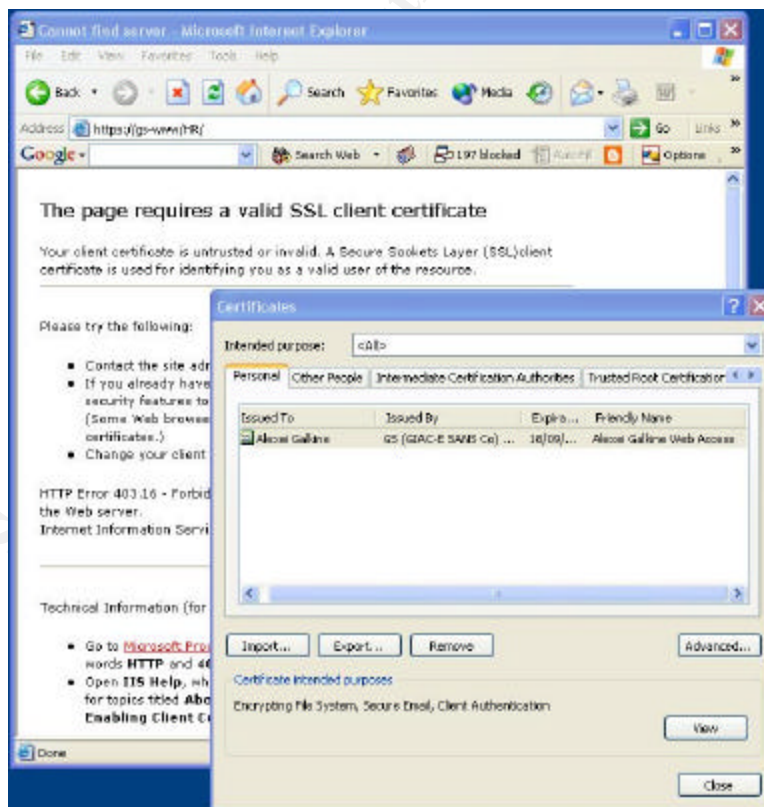 Cannot find server - Microsoft Internet Explorer
File Edit View Favorites Tools Help
Back Search Favorites Media
Address https://gs-www/HR/ Go Links
Google Search Web 197 blocked AutoFill Options
The page requires a valid SSL client certificate
Your client certificate is untrusted or invalid. A Secure Sockets Layer (SSL)client
certificate is used for identifying you as a valid user of the resource.
Please try the following:
Contact the site adr
If you already have
security features to
(Some Web browse
certificates.)
Change your client
HTTP Error 403.16 - Forbid
the Web server.
Internet Information Servi
Technical Information (for
Go to Microsoft Pro
words HTTP and 40
Open IIS Help, wh
for topics titled Abo
Enabling Client Ce
Done
Certificates
Intended purpose: <All>
Personal Other People Intermediate Certification Authorities Trusted Root Certification
Issued To Issued By Expira... Friendly Name
Alexei Galkine GS (GIAC-E SANS Co) ... Alexei Galkine Web Access
Import... Export... Remove Advanced...
Certificate intended purposes
Encrypting File System, Secure Email, Client Authentication
View
Close